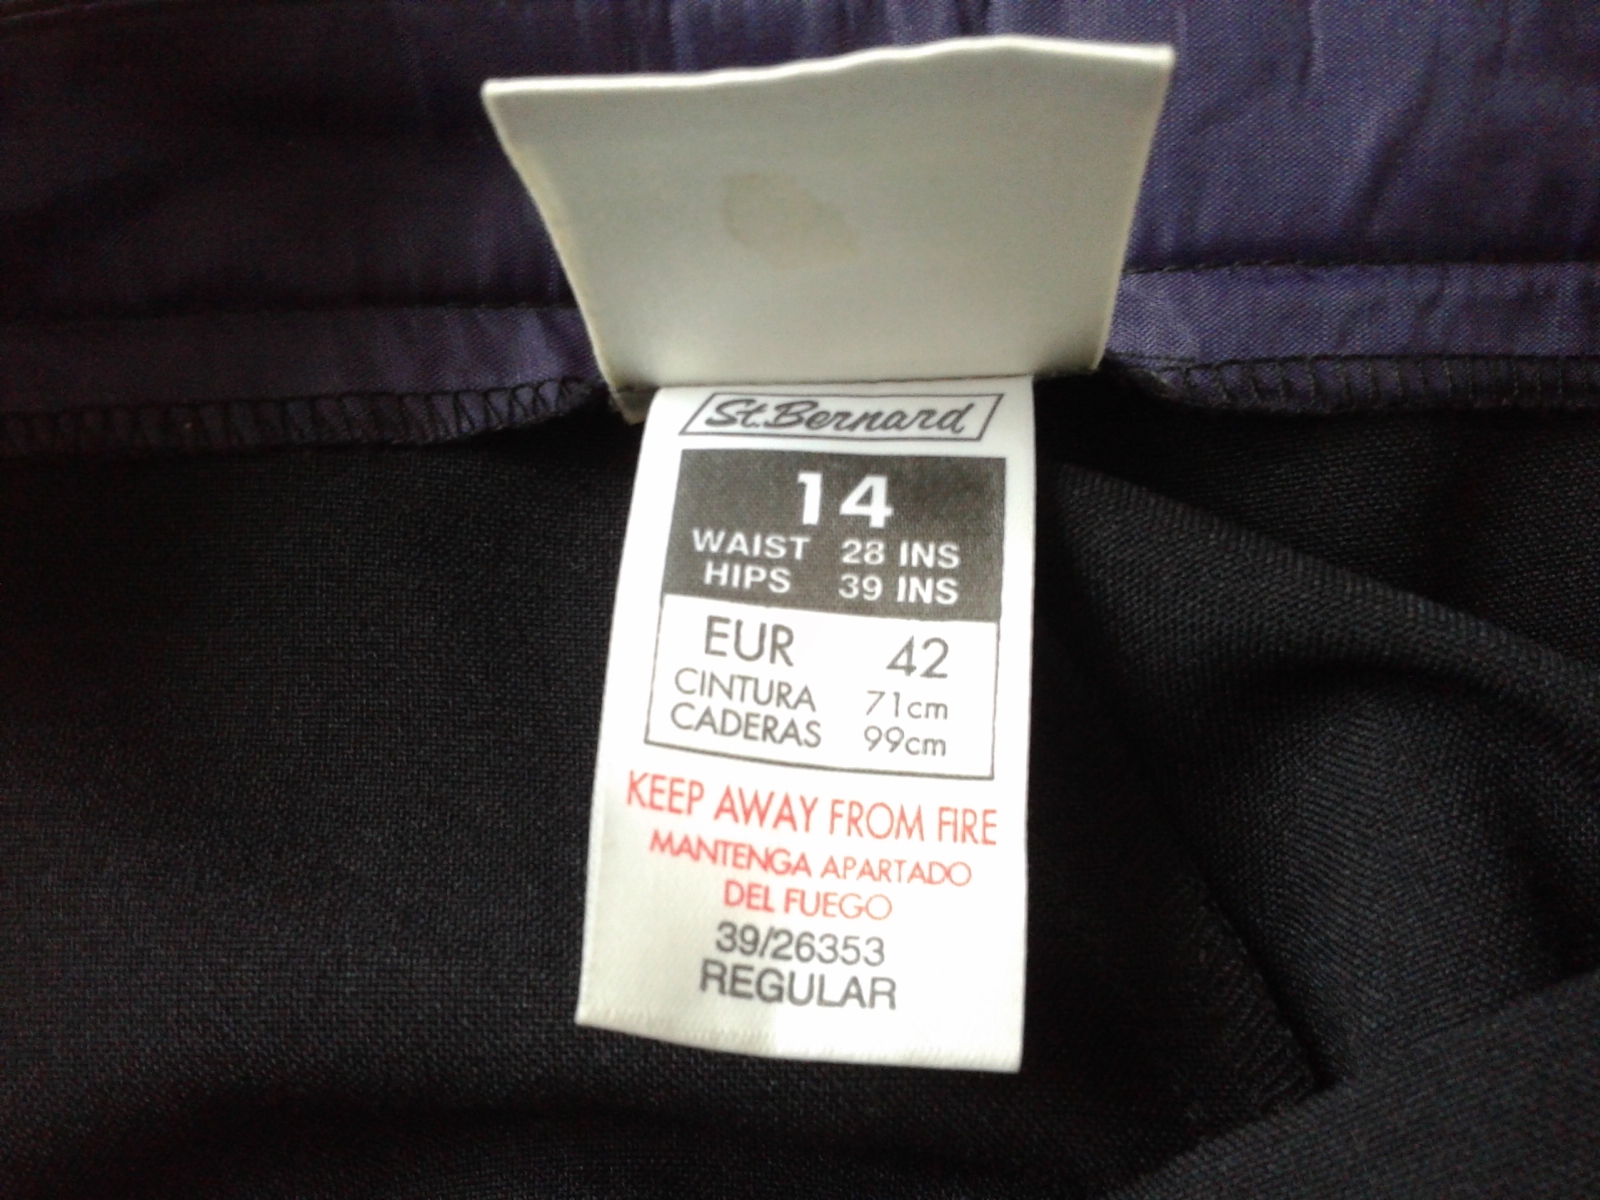 St. Bernard
14
WAIST 28 INS
HIPS 39 INS
EUR 42
CINTURA 71cm
CADERAS 99cm
KEEP AWAY FROM FIRE
MANTENGA APARTADO
DEL FUEGO
39/26353
REGULAR